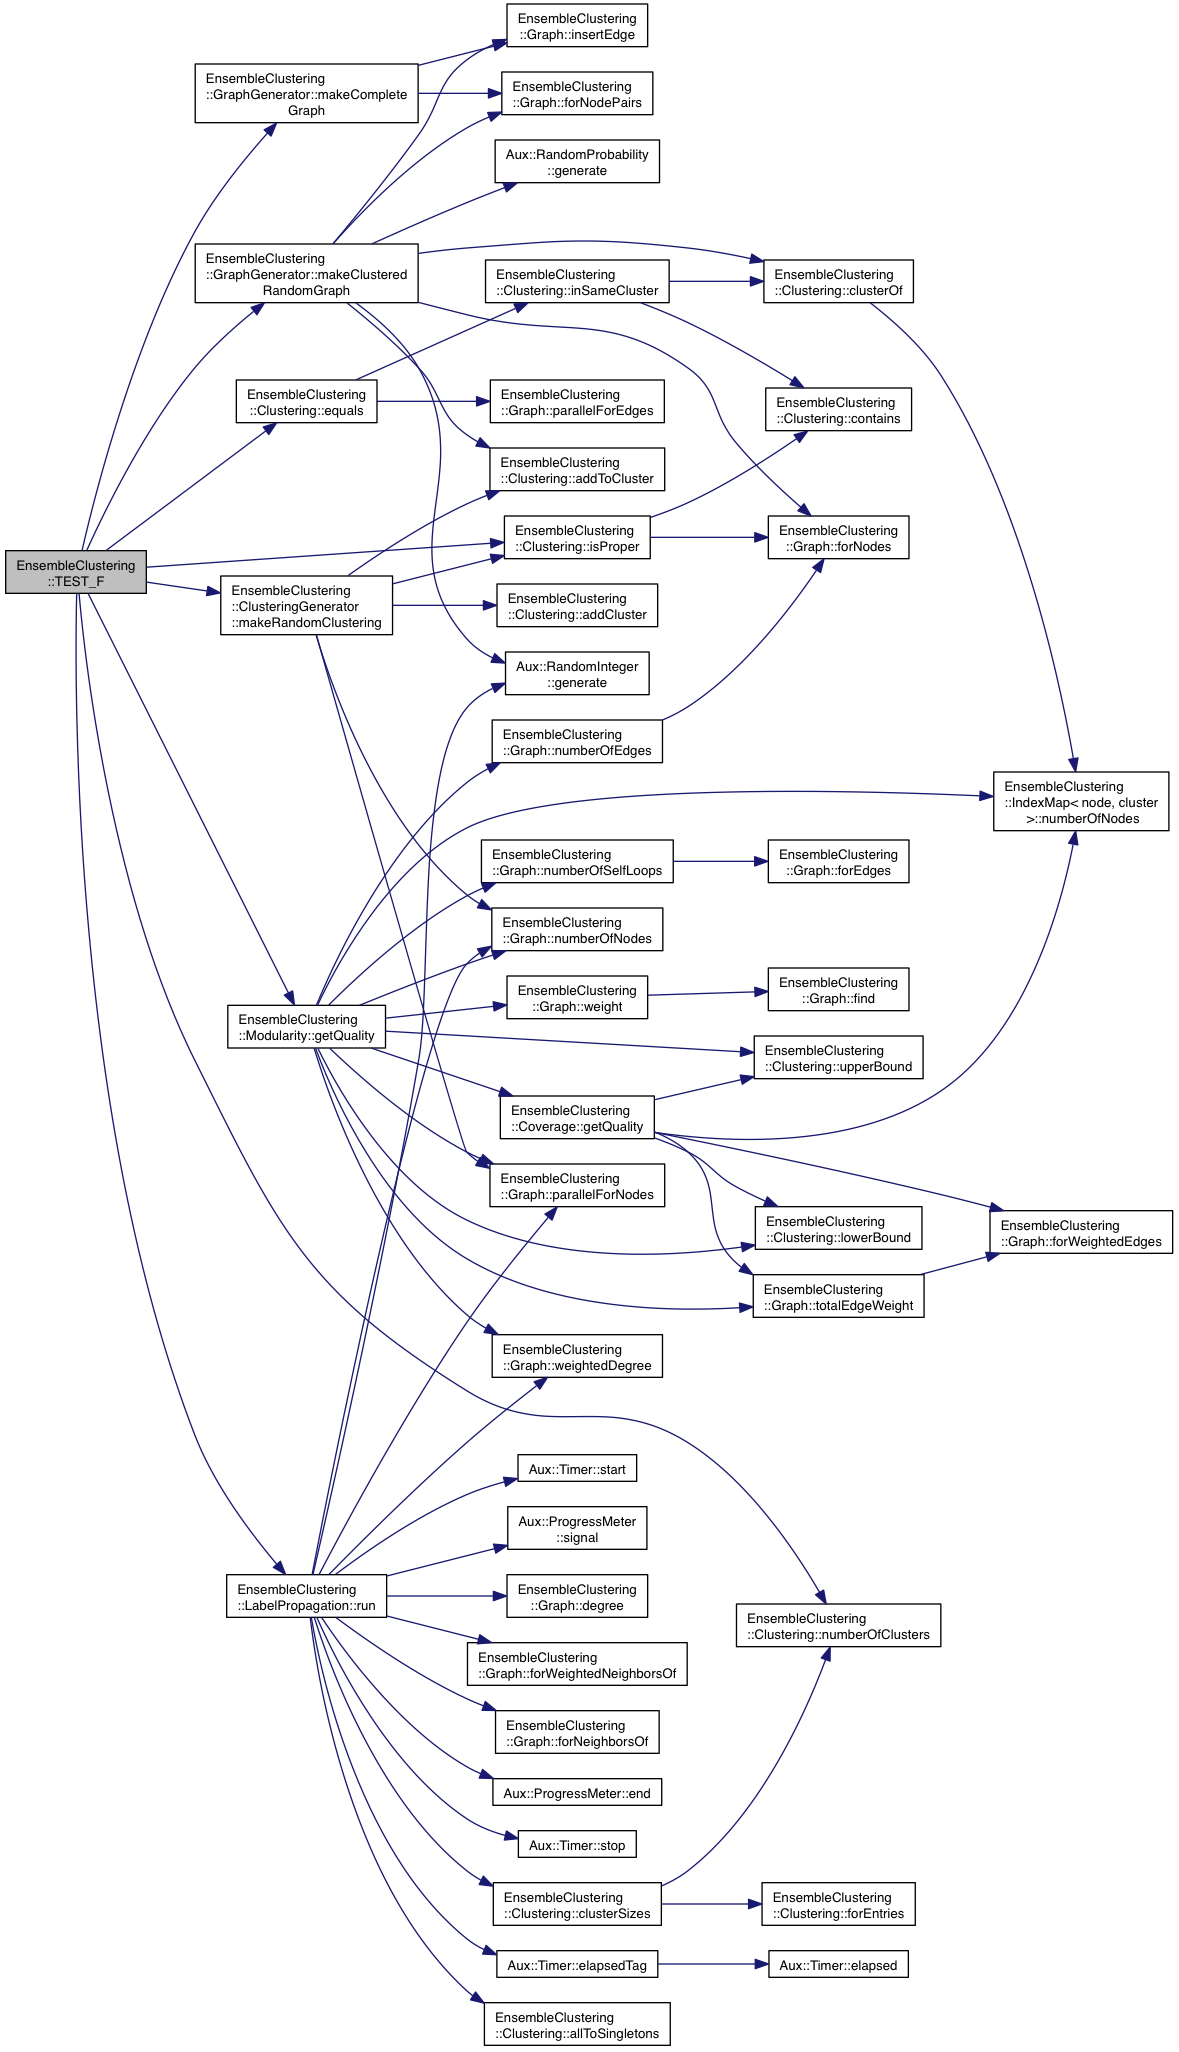 EnsembleClustering
::Graph::insertEdge
EnsembleClustering
::GraphGenerator::makeComplete
Graph
EnsembleClustering
::Graph::forNodePairs
Aux::RandomProbability
::generate
EnsembleClustering
::GraphGenerator::makeClustered
RandomGraph
EnsembleClustering
::Clustering::inSameCluster
EnsembleClustering
::Clustering::clusterOf
EnsembleClustering
::Clustering::equals
EnsembleClustering
::Graph::parallelForEdges
EnsembleClustering
::Clustering::contains
EnsembleClustering
::Clustering::addToCluster
EnsembleClustering
::Clustering::isProper
EnsembleClustering
::Graph::forNodes
EnsembleClustering
::TEST_F
EnsembleClustering
::ClusteringGenerator
::makeRandomClustering
EnsembleClustering
::Clustering::addCluster
Aux::RandomInteger
::generate
EnsembleClustering
::Graph::numberOfEdges
EnsembleClustering
::IndexMap< node, cluster
>::numberOfNodes
EnsembleClustering
::Graph::numberOfSelfLoops
EnsembleClustering
::Graph::forEdges
EnsembleClustering
::Graph::numberOfNodes
EnsembleClustering
::Graph::weight
EnsembleClustering
::Graph::find
EnsembleClustering
::Modularity::getQuality
EnsembleClustering
::Clustering::upperBound
EnsembleClustering
::Coverage::getQuality
EnsembleClustering
::Graph::parallelForNodes
EnsembleClustering
::Clustering::lowerBound
EnsembleClustering
::Graph::forWeightedEdges
EnsembleClustering
::Graph::totalEdgeWeight
EnsembleClustering
::Graph::weightedDegree
Aux::Timer::start
Aux::ProgressMeter
::signal
EnsembleClustering
::LabelPropagation::run
EnsembleClustering
::Graph::degree
EnsembleClustering
::Clustering::numberOfClusters
EnsembleClustering
::Graph::forWeightedNeighborsOf
EnsembleClustering
::Graph::forNeighborsOf
Aux::ProgressMeter::end
Aux::Timer::stop
EnsembleClustering
::Clustering::clusterSizes
EnsembleClustering
::Clustering::forEntries
Aux::Timer::elapsedTag
Aux::Timer::elapsed
EnsembleClustering
::Clustering::allToSingletons